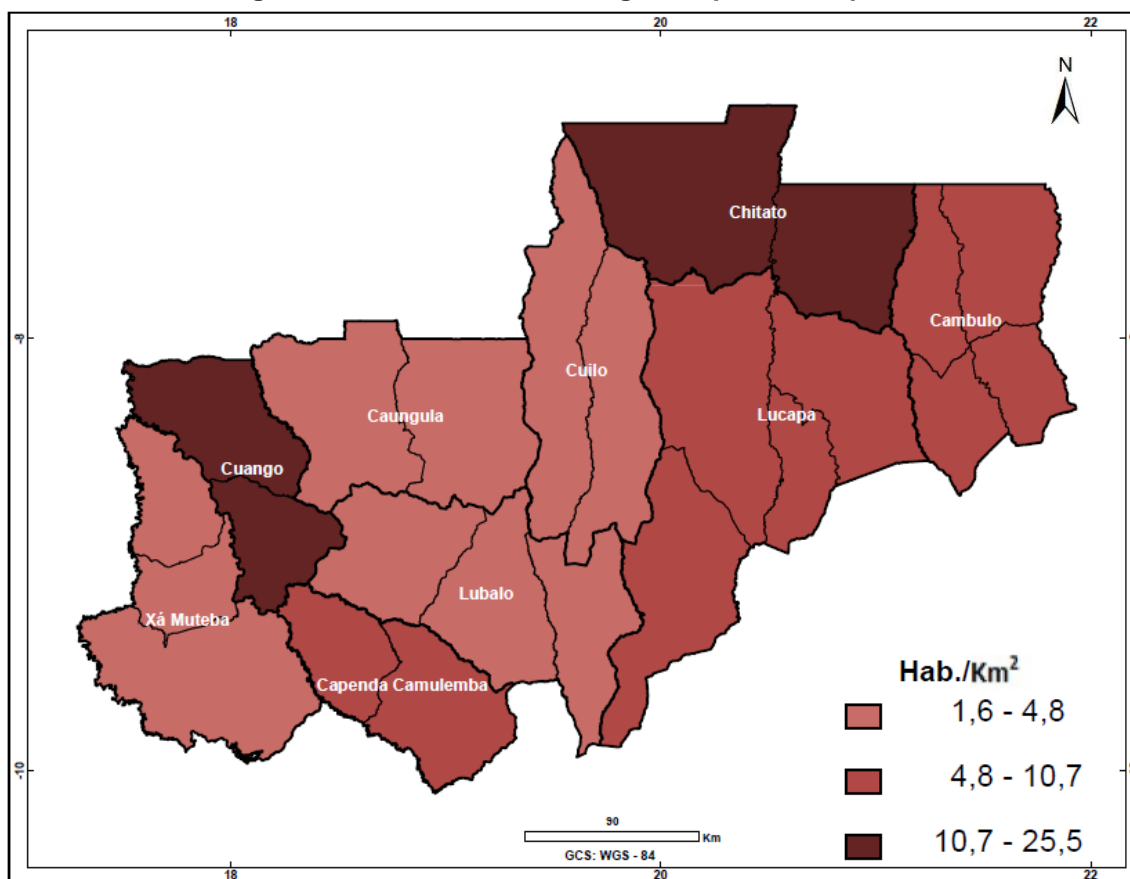 18
20
22
N
Chitato
-8
Cambulo
Cuilo
Caungula
Lucapa
Cuango
Lubalo
Xá Muteba
Capenda Camulemba
Hab./Km²
1,6 - 4,8
4,8 - 10,7
10,7 - 25,5
-10
90
Km
GCS: WGS - 84
18
20
22